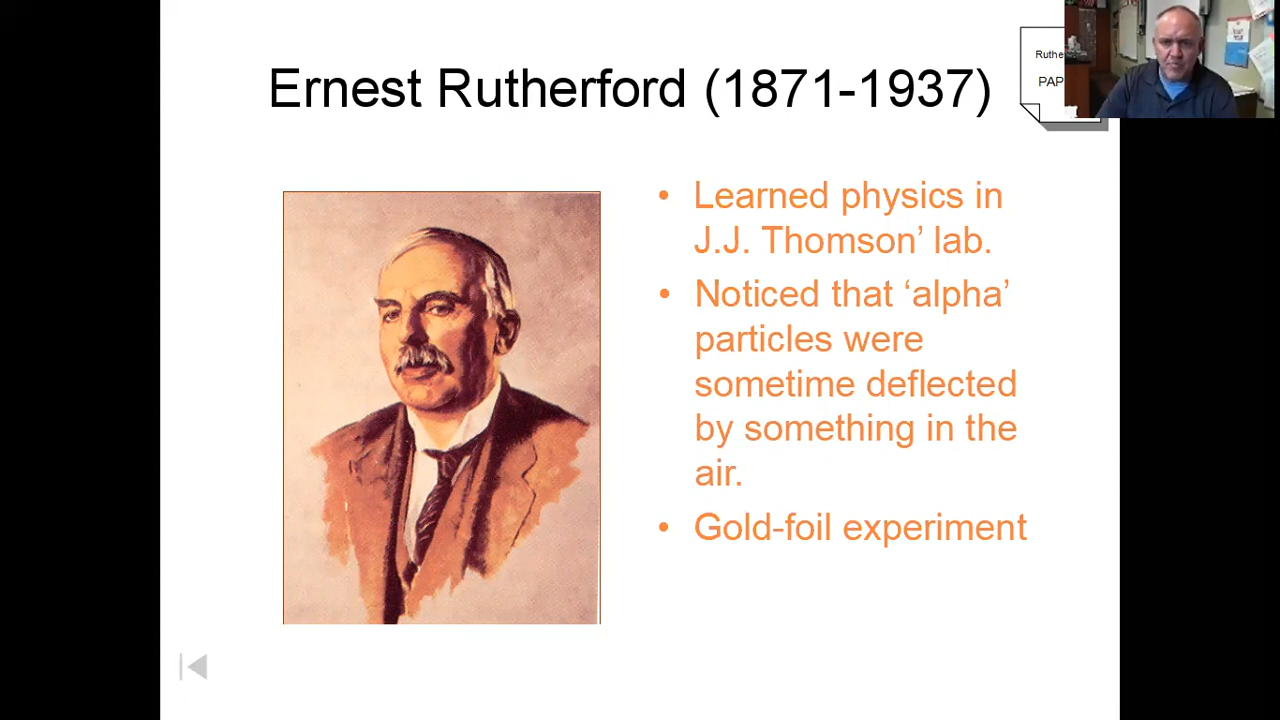 Ernest Rutherford (1871-1937)
PAP
• Learned physics in
J.J. Thomson’ lab.
• Noticed that ‘alpha’
particles were
sometime deflected
by something in the
air.
• Gold-foil experiment